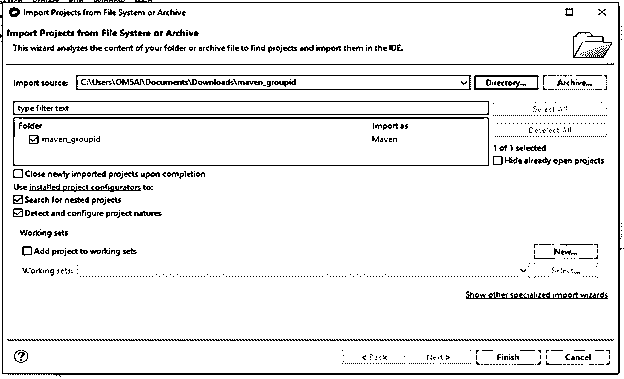 Import Projects from File System or Archive
Import Projects from File System or Archive
This wizard analyzes the content of your folder or archive file to find projects and import them in the IDE.
Import source: C:\Users\OMSAI\Documents\Downloads\maven_groupid Directory... Archive...
type filter text Select All
Folder Import as Deselect All
maven_groupid Maven
1 of 1 selected
Hide already open projects
Close newly imported projects upon completion
Use installed project configurators to:
Search for nested projects
Detect and configure project natures
Working sets
Add project to working sets New...
Working sets: Select...
Show other specialized import wizards
? < Back Next > Finish Cancel